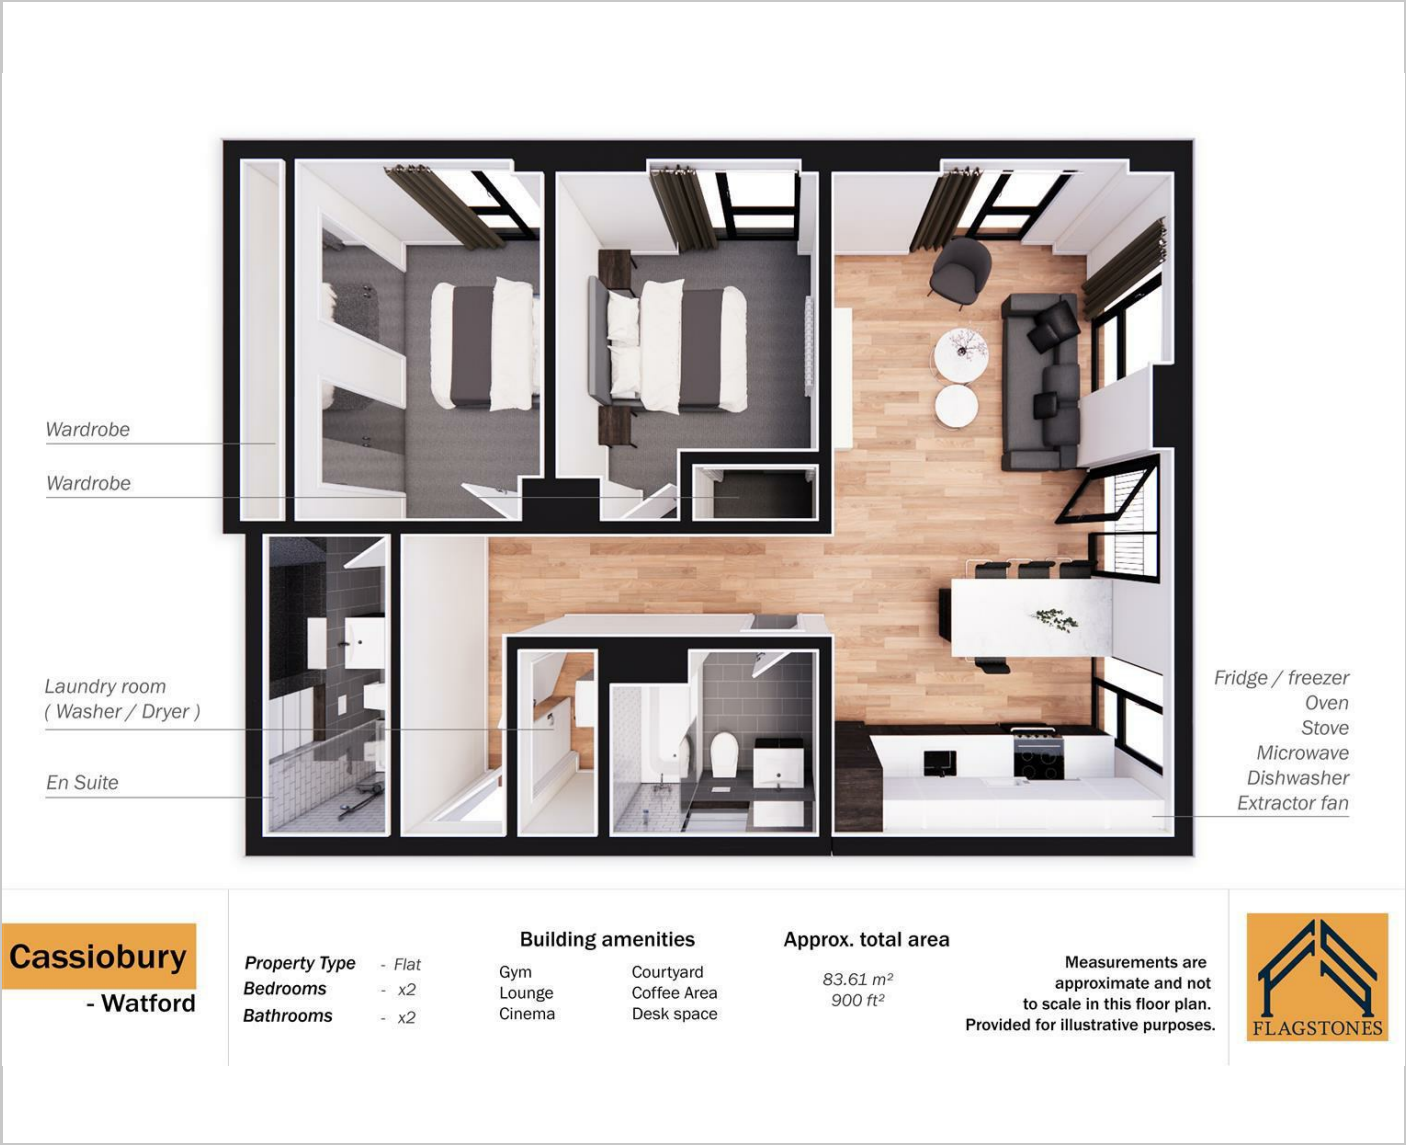 Wardrobe
Wardrobe
Laundry room
( Washer / Dryer )
En Suite
Fridge / freezer
Oven
Stove
Microwave
Dishwasher
Extractor fan
Cassiobury
- Watford
Property Type - Flat
Bedrooms - x2
Bathrooms - x2
Building amenities
Gym
Lounge
Cinema
Courtyard
Coffee Area
Desk space
Approx. total area
83.61 m²
900 ft²
Measurements are
approximate and not
to scale in this floor plan.
Provided for illustrative purposes.
FLAGSTONES